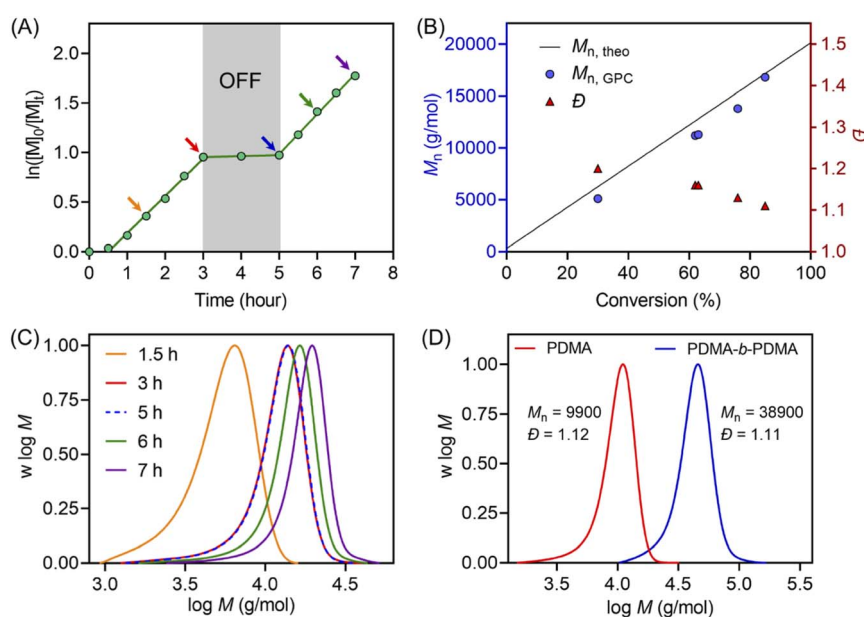 (A)
2.0
1.5
1.0
0.5
0.0
ln([M]0/[M]t)
OFF
0 1 2 3 4 5 6 7 8
Time (hour)
(B)
20000
15000
10000
5000
0
Mn (g/mol)
Mn, theo
Mn, GPC
Đ
1.5
1.4
1.3
1.2
1.1
1.0
Đ
0 20 40 60 80 100
Conversion (%)
(C)
1.00
0.75
0.50
0.25
0.00
w log M
1.5 h
3 h
5 h
6 h
7 h
3.0 3.5 4.0 4.5
log M (g/mol)
(D)
PDMA
PDMA-b-PDMA
1.00
0.75
0.50
0.25
0.00
w log M
Mn = 9900
Đ = 1.12
Mn = 38900
Đ = 1.11
3.5 4.0 4.5 5.0 5.5
log M (g/mol)